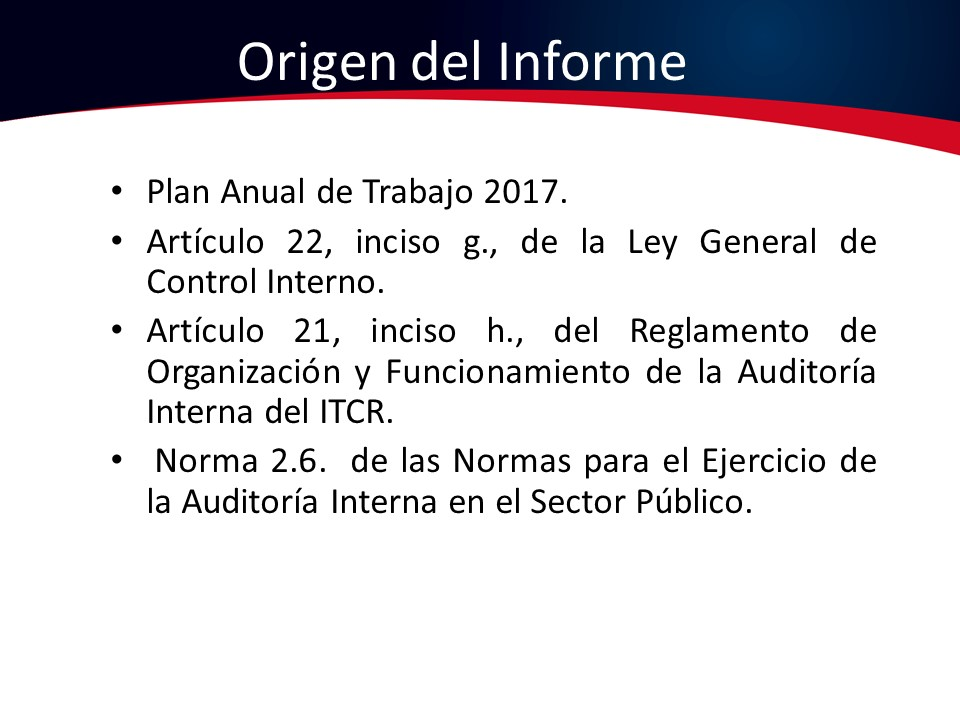 Origen del Informe
• Plan Anual de Trabajo 2017.
• Artículo 22, inciso g., de la Ley General de
Control Interno.
• Artículo 21, inciso h., del Reglamento de
Organización y Funcionamiento de la Auditoría
Interna del ITCR.
• Norma 2.6. de las Normas para el Ejercicio de
la Auditoría Interna en el Sector Público.